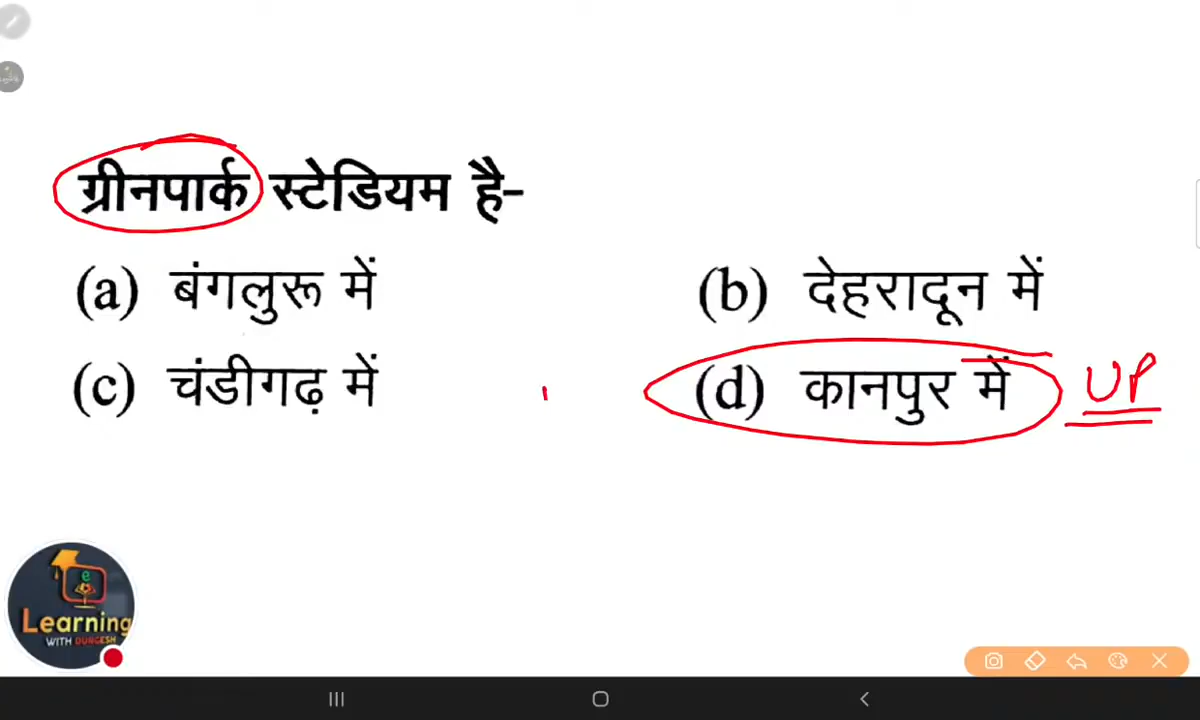 ग्रीनपार्क स्टेडियम है-
(a) बंगलुरू में
(b) देहरादून में
(c) चंडीगढ़ में
(d) कानपुर में UP
e
Learning
WITH DURGESH